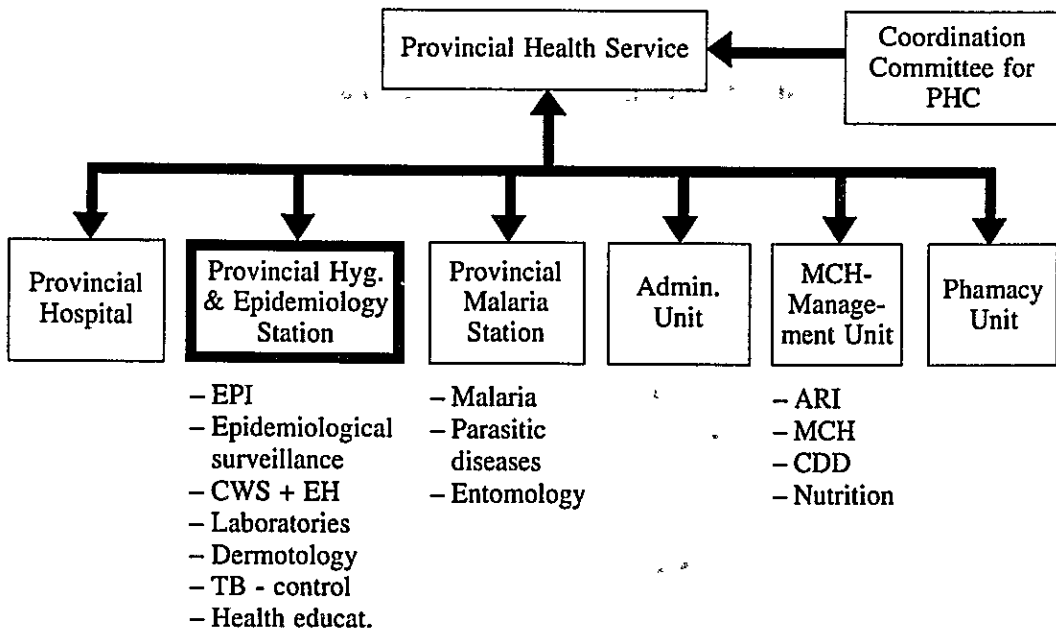 Provincial Health Service
Coordination
Committee for
PHC
Provincial
Hospital
Provincial Hyg.
& Epidemiology
Station
Provincial
Malaria
Station
Admin.
Unit
MCH-
Manage-
ment Unit
Phamacy
Unit
– EPI
– Epidemiological
surveillance
– CWS + EH
– Laboratories
– Dermotology
– TB - control
– Health educat.
– Malaria
– Parasitic
diseases
– Entomology
– ARI
– MCH
– CDD
– Nutrition